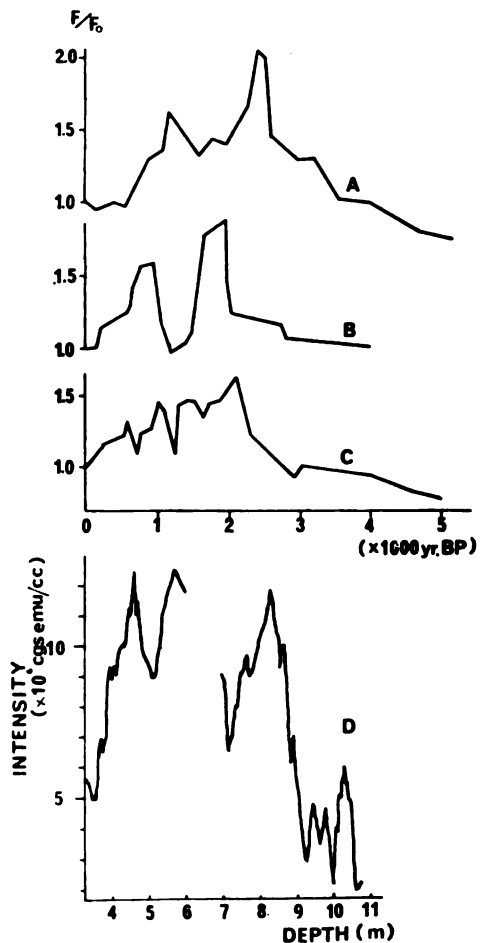 F/F₀
2.0
1.5
1.0
A
1.5
1.0
B
1.5
1.0
C
0 1 2 3 4 5
(×1000 yr. BP)
INTENSITY
(×10⁶ cgs emu/cc)
10
5
D
4 5 6 7 8 9 10 11
DEPTH (m)